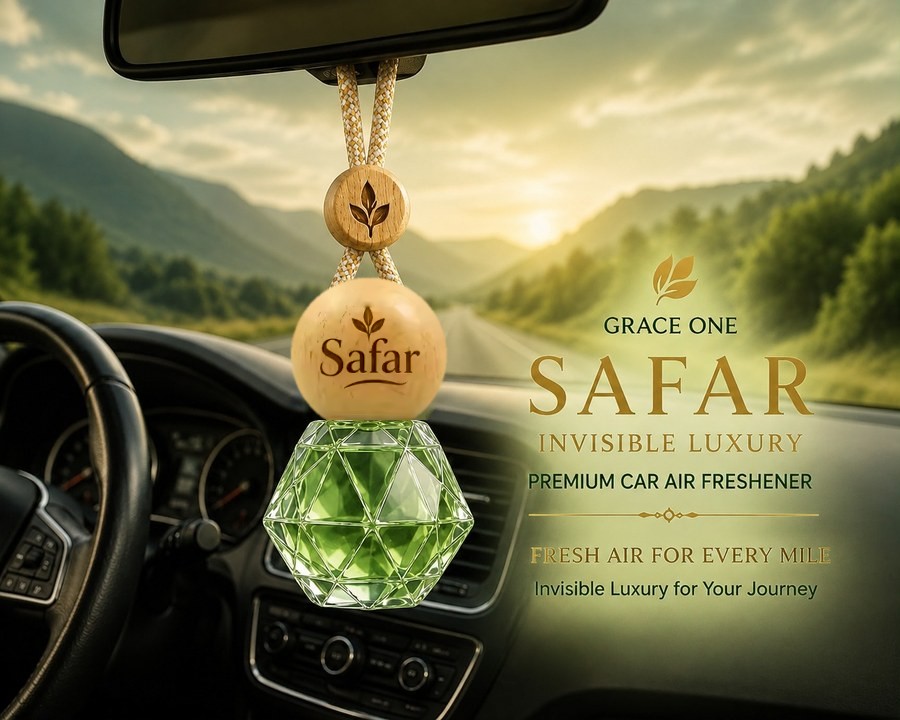 Safar
GRACE ONE
SAFAR
INVISIBLE LUXURY
PREMIUM CAR AIR FRESHENER
FRESH AIR FOR EVERY MILE
Invisible Luxury for Your Journey